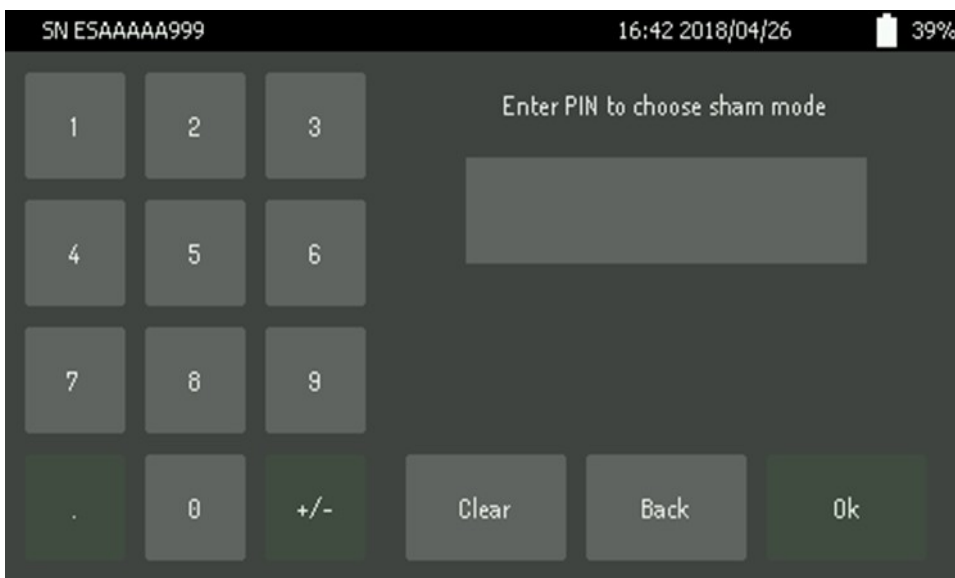 SN ESAAAAA999 16:42 2018/04/26 39%
Enter PIN to choose sham mode
1 2 3
4 5 6
7 8 9
. 0 +/- Clear Back Ok